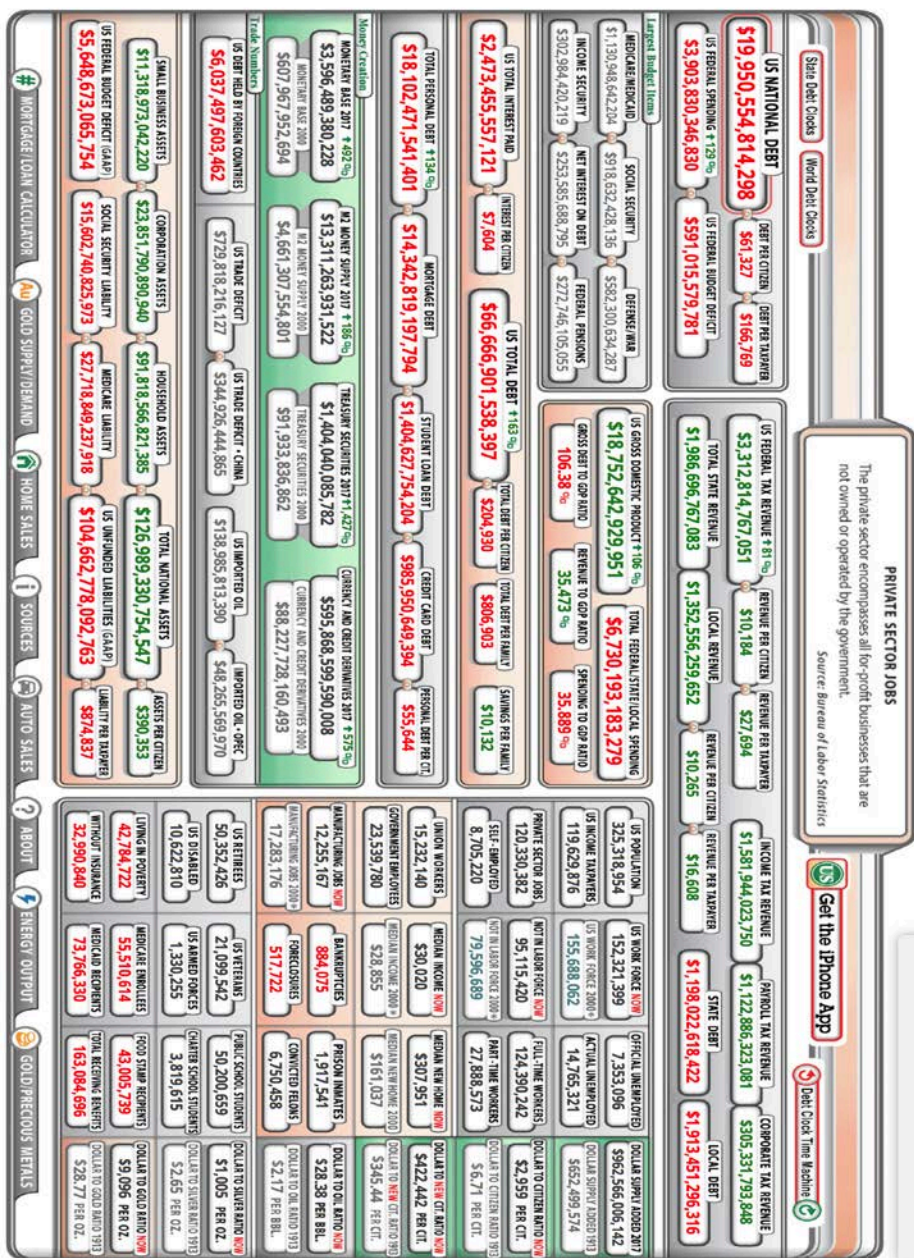 State Debt Clocks
World Debt Clocks
PRIVATE SECTOR JOBS
The private sector encompasses all for-profit businesses that are
not owned or operated by the government.
Source: Bureau of Labor Statistics
US Get the iPhone App
Debt Clock Time Machine
US NATIONAL DEBT
$19,950,554,814,298
DEBT PER CITIZEN
$61,327
DEBT PER TAXPAYER
$166,769
US FEDERAL SPENDING ↑129%
$3,903,830,346,830
US FEDERAL BUDGET DEFICIT
$591,015,579,781
US FEDERAL TAX REVENUE ↑81%
$3,312,814,767,051
REVENUE PER CITIZEN
$10,184
REVENUE PER TAXPAYER
$27,694
INCOME TAX REVENUE
$1,581,944,023,750
PAYROLL TAX REVENUE
$1,122,886,323,081
CORPORATE TAX REVENUE
$305,331,793,848
TOTAL STATE REVENUE
$1,986,696,767,083
LOCAL REVENUE
$1,352,556,259,652
REVENUE PER CITIZEN
$10,265
REVENUE PER TAXPAYER
$16,608
STATE DEBT
$1,198,022,618,422
LOCAL DEBT
$1,913,451,296,316
Largest Budget Items
MEDICARE/MEDICAID
$1,130,948,642,204
SOCIAL SECURITY
$918,632,428,136
DEFENSE/WAR
$582,300,634,287
INCOME SECURITY
$302,984,420,219
NET INTEREST ON DEBT
$253,585,688,795
FEDERAL PENSIONS
$272,746,105,055
US GROSS DOMESTIC PRODUCT ↑106%
$18,752,642,929,951
TOTAL FEDERAL/STATE/LOCAL SPENDING
$6,730,193,183,279
GROSS DEBT TO GDP RATIO
106.38%
REVENUE TO GDP RATIO
35.473%
SPENDING TO GDP RATIO
35.889%
US TOTAL INTEREST PAID
$2,473,455,557,121
INTEREST PER CITIZEN
$7,604
US TOTAL DEBT ↑163%
$66,666,901,538,397
TOTAL DEBT PER CITIZEN
$204,930
TOTAL DEBT PER FAMILY
$806,903
SAVINGS PER FAMILY
$10,132
TOTAL PERSONAL DEBT ↑134%
$18,102,471,541,401
MORTGAGE DEBT
$14,342,819,197,794
STUDENT LOAN DEBT
$1,404,627,754,204
CREDIT CARD DEBT
$985,950,649,394
PERSONAL DEBT PER CIT.
$55,644
Money Creation
MONETARY BASE 2017 ↑492%
$3,596,489,380,228
MONETARY BASE 2000
$607,967,952,694
M2 MONEY SUPPLY 2017 ↑186%
$13,311,263,931,522
M2 MONEY SUPPLY 2000
$4,661,307,554,801
TREASURY SECURITIES 2017 ↑1,427%
$1,404,040,085,782
TREASURY SECURITIES 2000
$91,933,836,862
CURRENCY AND CREDIT DERIVATIVES 2017 ↑575%
$595,868,599,590,008
CURRENCY AND CREDIT DERIVATIVES 2000
$88,227,728,160,493
Trade Numbers
US DEBT HELD BY FOREIGN COUNTRIES
$6,037,497,603,462
US TRADE DEFICIT
$729,818,216,127
US TRADE DEFICIT - CHINA
$344,926,444,865
US IMPORTED OIL
$138,985,813,390
IMPORTED OIL - OPEC
$48,265,569,970
SMALL BUSINESS ASSETS
$11,318,973,042,220
CORPORATION ASSETS
$23,851,790,890,940
HOUSEHOLD ASSETS
$91,818,566,821,385
TOTAL NATIONAL ASSETS
$126,989,330,754,547
ASSETS PER CITIZEN
$390,353
US FEDERAL BUDGET DEFICIT (GAAP)
$5,648,673,065,754
SOCIAL SECURITY LIABILITY
$15,602,740,825,973
MEDICARE LIABILITY
$27,718,849,237,918
US UNFUNDED LIABILITIES (GAAP)
$104,662,778,092,763
LIABILITY PER TAXPAYER
$874,837
US POPULATION
325,318,954
US WORK FORCE NOW
152,321,399
OFFICIAL UNEMPLOYED
7,353,096
DOLLAR SUPPLY ADDED 2017
$962,566,006,142
US INCOME TAXPAYERS
119,629,876
US WORK FORCE 2000*
155,688,062
ACTUAL UNEMPLOYED
14,765,321
DOLLAR SUPPLY ADDED 1913
$652,499,574
PRIVATE SECTOR JOBS
120,330,382
NOT IN LABOR FORCE NOW
95,115,420
FULL-TIME WORKERS
124,390,242
DOLLAR TO CITIZEN RATIO NOW
$2,959 PER CIT.
SELF-EMPLOYED
8,705,220
NOT IN LABOR FORCE 2000*
79,596,689
PART-TIME WORKERS
27,888,573
DOLLAR TO CITIZEN RATIO 1913
$6.71 PER CIT.
UNION WORKERS
15,232,140
MEDIAN INCOME NOW
$30,020
MEDIAN NEW HOME NOW
$307,951
DOLLAR TO NEW CIT. RATIO NOW
$422,442 PER CIT.
GOVERNMENT EMPLOYEES
23,539,780
MEDIAN INCOME 2000*
$28,855
MEDIAN NEW HOME 2000
$161,037
DOLLAR TO NEW CIT. RATIO 1913
$345.44 PER CIT.
MANUFACTURING JOBS NOW
12,255,167
BANKRUPTCIES
884,075
PRISON INMATES
1,917,541
DOLLAR TO OIL RATIO NOW
$28.38 PER BBL.
MANUFACTURING JOBS 2000*
17,283,176
FORECLOSURES
517,722
CONVICTED FELONS
6,750,458
DOLLAR TO OIL RATIO 1913
$2.17 PER BBL.
US RETIREES
50,352,426
US VETERANS
21,099,542
PUBLIC SCHOOL STUDENTS
50,200,659
DOLLAR TO SILVER RATIO NOW
$1,005 PER OZ.
US DISABLED
10,622,810
US ARMED FORCES
1,330,255
CHARTER SCHOOL STUDENTS
3,819,615
DOLLAR TO SILVER RATIO 1913
$2.65 PER OZ.
LIVING IN POVERTY
42,784,722
MEDICARE ENROLLEES
55,510,614
FOOD STAMP RECIPIENTS
43,005,739
DOLLAR TO GOLD RATIO NOW
$9,096 PER OZ.
WITHOUT INSURANCE
32,990,840
MEDICAID RECIPIENTS
73,766,330
TOTAL RECEIVING BENEFITS
163,084,696
DOLLAR TO GOLD RATIO 1913
$28.77 PER OZ.
# MORTGAGE/LOAN CALCULATOR
Au GOLD SUPPLY/DEMAND
HOME SALES
i SOURCES
AUTO SALES
? ABOUT
ENERGY OUTPUT
GOLD/PRECIOUS METALS